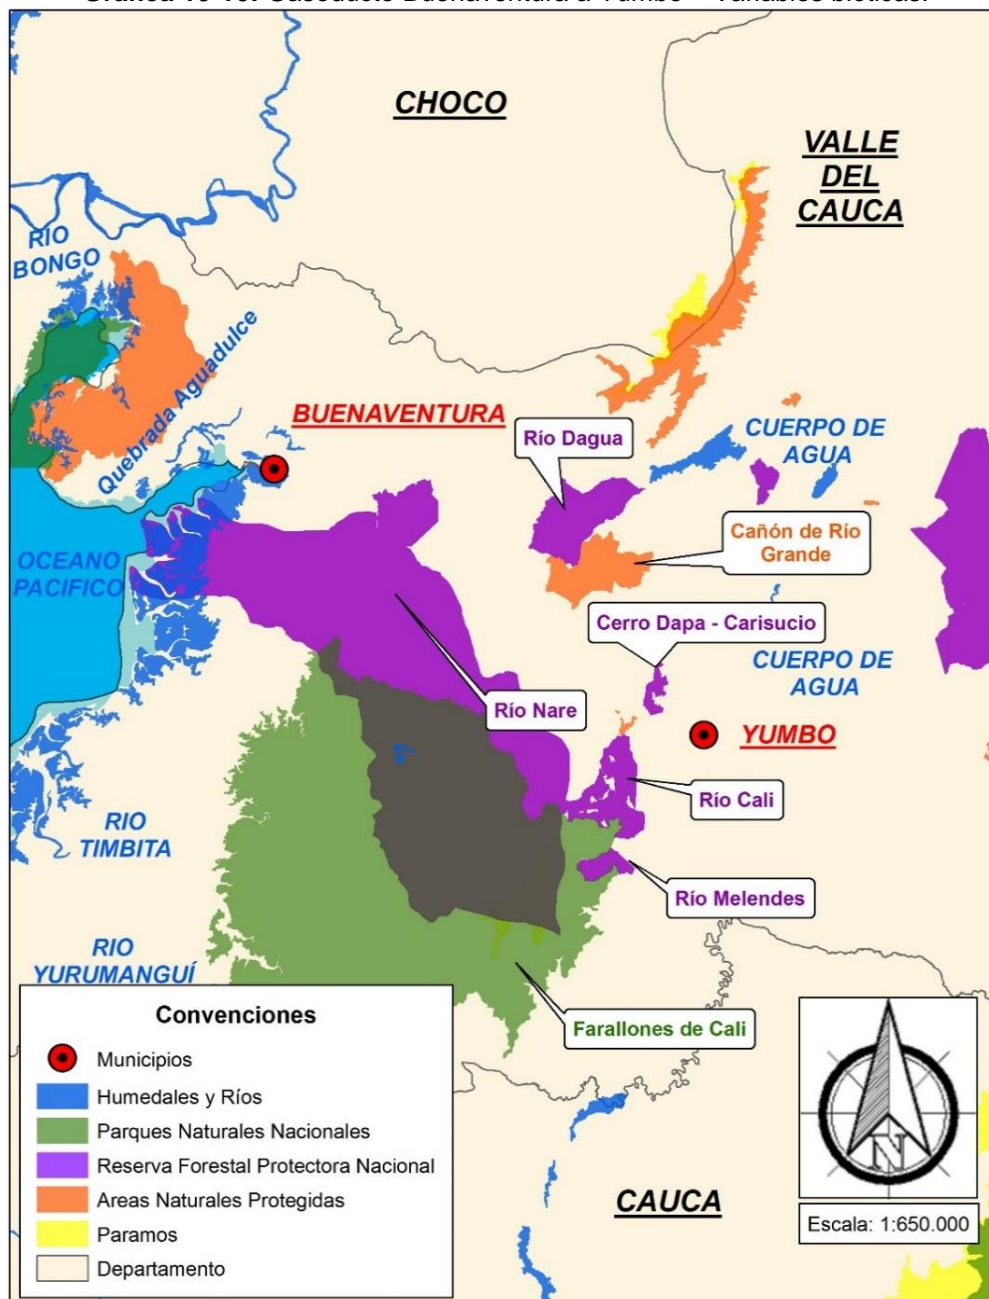 Gráfica 10-10. Gasoducto Buenaventura a Yumbo – Variables bióticas.
CHOCO
VALLE
DEL
CAUCA
RIO
BONGO
Quebrada Aguadulce
BUENAVENTURA
Río Dagua
CUERPO DE
AGUA
OCEANO
PACIFICO
Cañón de Río
Grande
Cerro Dapa - Carisucio
CUERPO DE
AGUA
Río Nare
YUMBO
Río Cali
RIO
TIMBITA
Río Melendes
RIO
YURUMANGUÍ
Farallones de Cali
Convenciones
Municipios
Humedales y Ríos
Parques Naturales Nacionales
Reserva Forestal Protectora Nacional
Areas Naturales Protegidas
Paramos
Departamento
CAUCA
N
Escala: 1:650.000